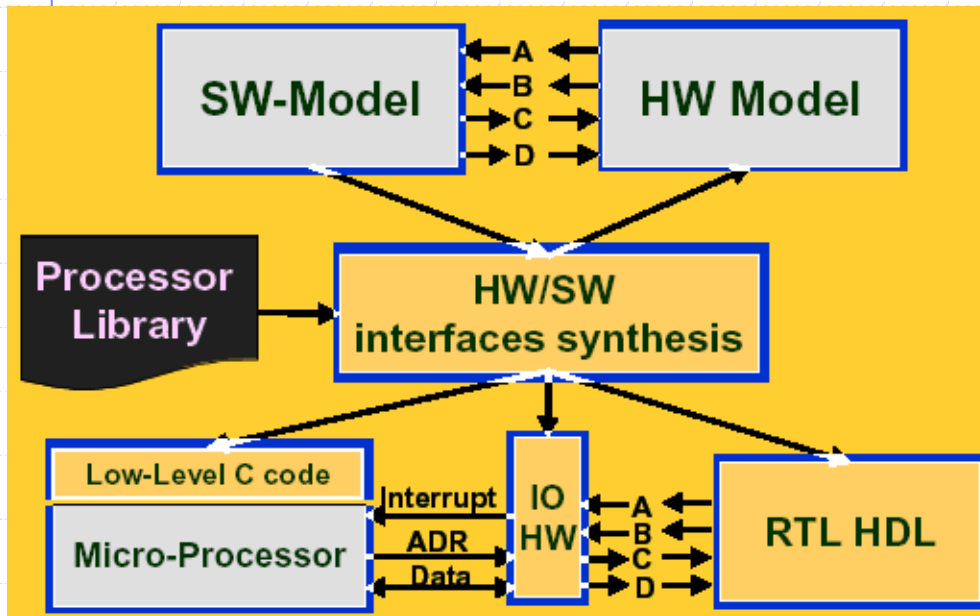 SW-Model
A
B
C
D
HW Model
Processor
Library
HW/SW
interfaces synthesis
Low-Level C code
Micro-Processor
Interrupt
ADR
Data
IO
HW
A
B
C
D
RTL HDL